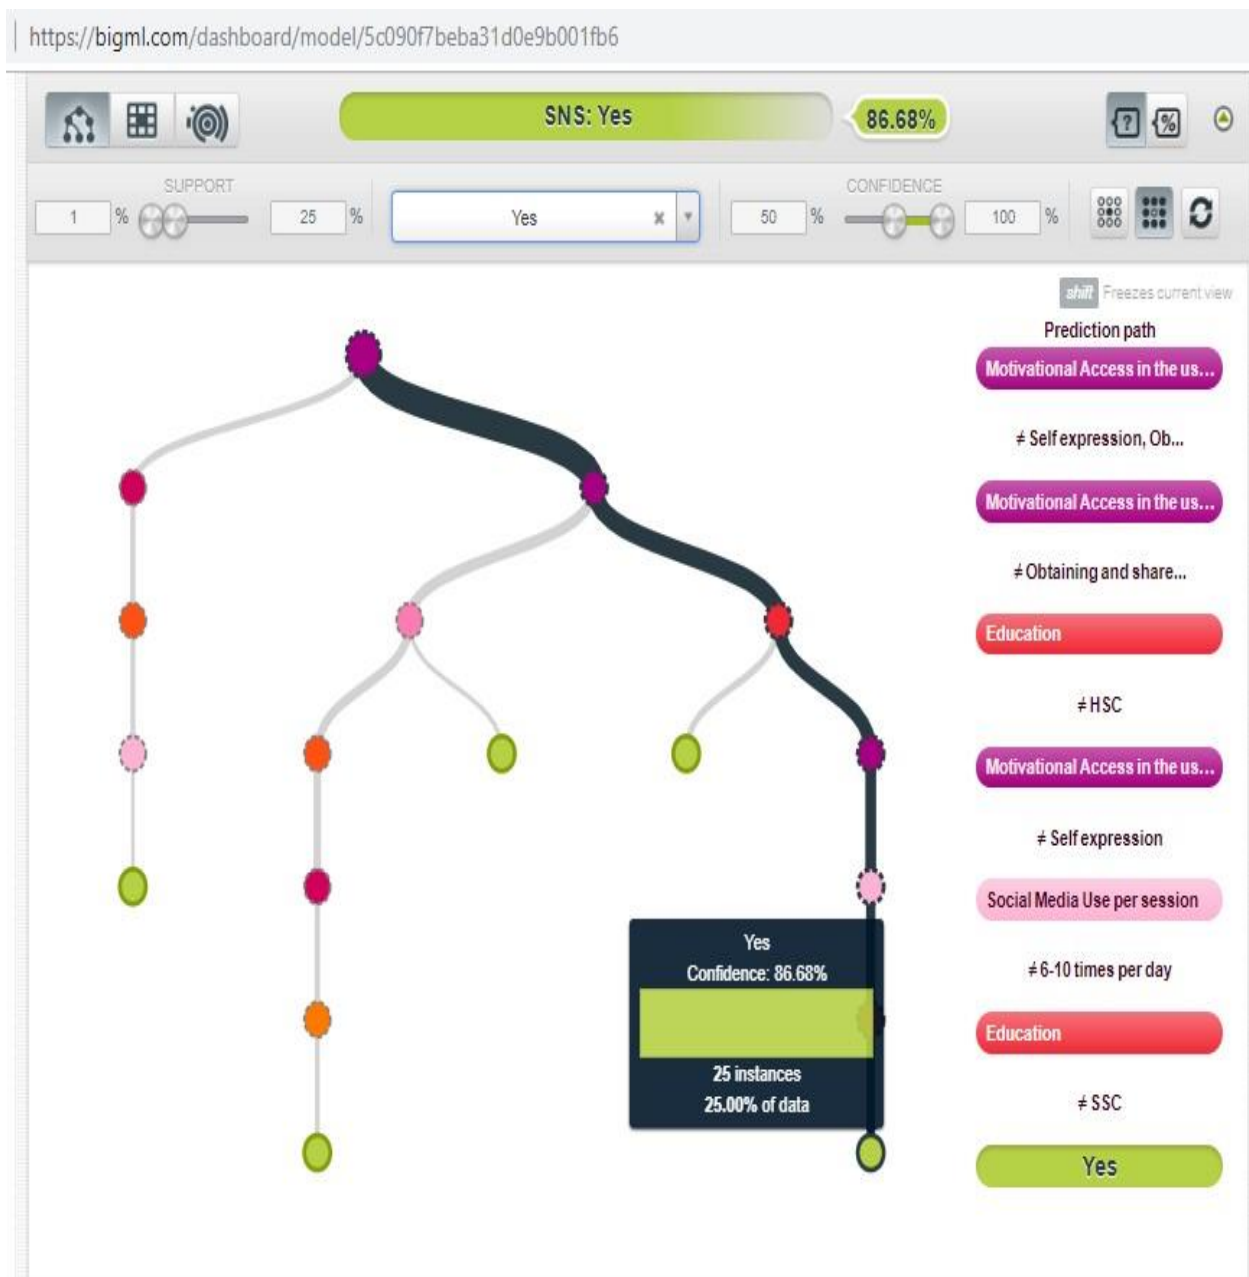 https://bigml.com/dashboard/model/5c090f7beba31d0e9b001fb6
SNS: Yes
86.68%
SUPPORT
1 %
25 %
Yes
CONFIDENCE
50 %
100 %
shift Freezes current view
Prediction path
Motivational Access in the us...
≠ Self expression, Ob...
Motivational Access in the us...
≠ Obtaining and share...
Education
≠ HSC
Motivational Access in the us...
≠ Self expression
Social Media Use per session
≠ 6-10 times per day
Education
≠ SSC
Yes
Yes
Confidence: 86.68%
25 instances
25.00% of data